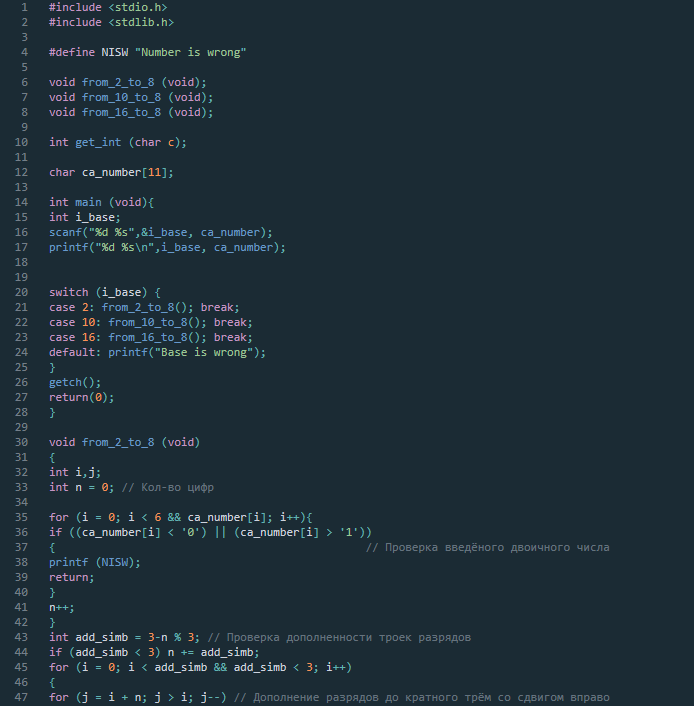 1 #include <stdio.h>
2 #include <stdlib.h>
3
4 #define NISW "Number is wrong"
5
6 void from_2_to_8 (void);
7 void from_10_to_8 (void);
8 void from_16_to_8 (void);
9
10 int get_int (char c);
11
12 char ca_number[11];
13
14 int main (void){
15 int i_base;
16 scanf("%d %s",&i_base, ca_number);
17 printf("%d %s\n",i_base, ca_number);
18
19
20 switch (i_base) {
21 case 2: from_2_to_8(); break;
22 case 10: from_10_to_8(); break;
23 case 16: from_16_to_8(); break;
24 default: printf("Base is wrong");
25 }
26 getch();
27 return(0);
28 }
29
30 void from_2_to_8 (void)
31 {
32 int i,j;
33 int n = 0; // Кол-во цифр
34
35 for (i = 0; i < 6 && ca_number[i]; i++){
36 if ((ca_number[i] < '0') || (ca_number[i] > '1'))
37 { // Проверка введёного двоичного числа
38 printf (NISW);
39 return;
40 }
41 n++;
42 }
43 int add_simb = 3-n % 3; // Проверка дополненности троек разрядов
44 if (add_simb < 3) n += add_simb;
45 for (i = 0; i < add_simb && add_simb < 3; i++)
46 {
47 for (j = i + n; j > i; j--) // Дополнение разрядов до кратного трём со сдвигом вправо